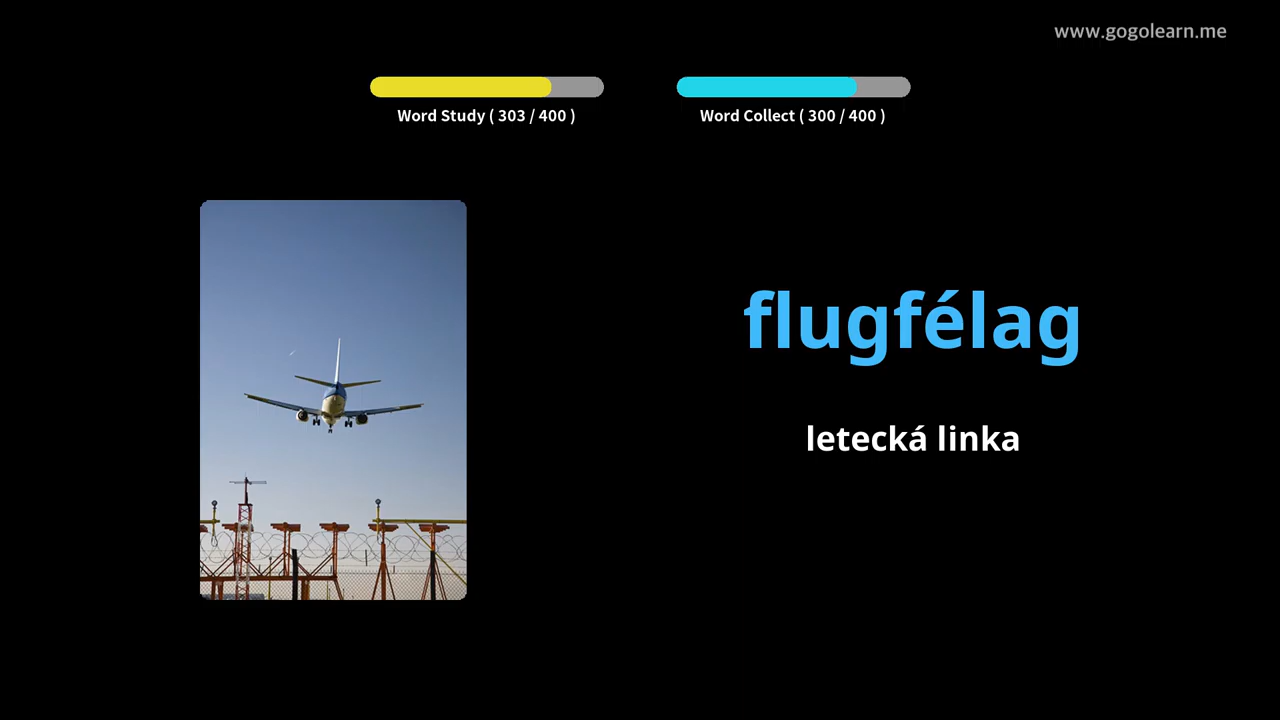 www.gogolearn.me
Word Study ( 303 / 400 )
Word Collect ( 300 / 400 )
flugfélag
letecká linka